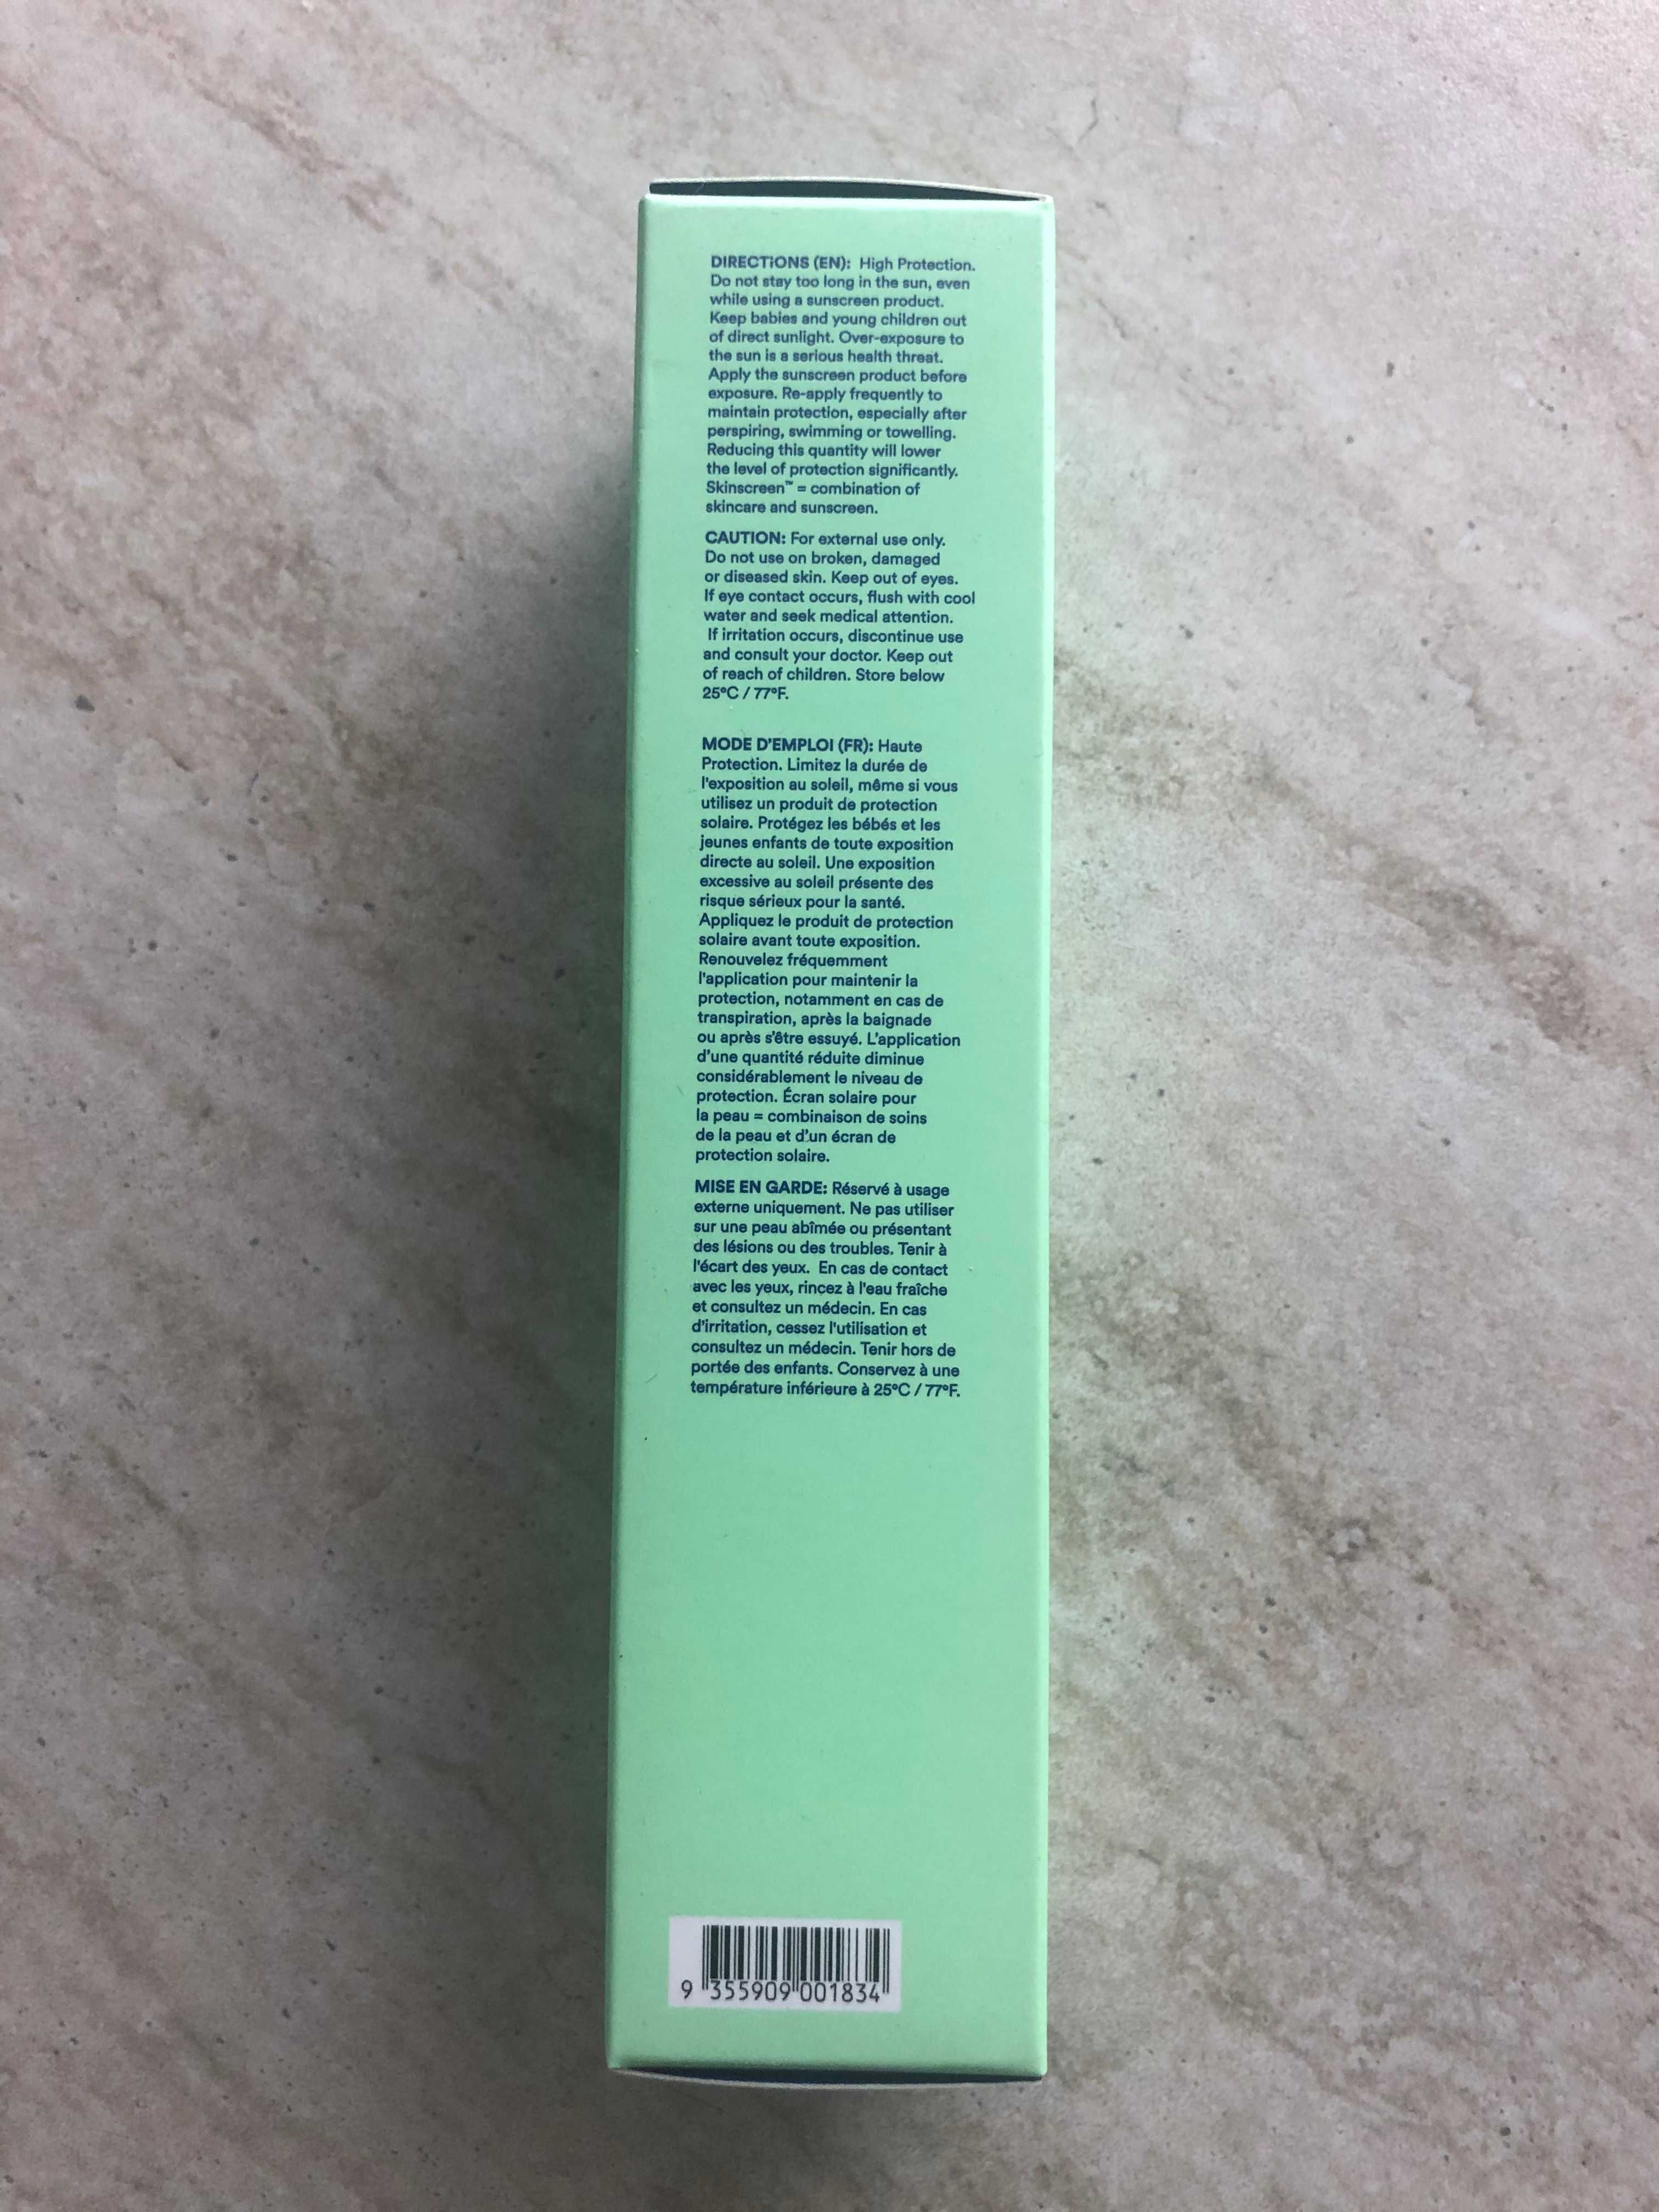 DIRECTiONS (EN): High Protection.
Do not stay too long in the sun, even
while using a sunscreen product.
Keep babies and young children out
of direct sunlight. Over-exposure to
the sun is a serious health threat.
Apply the sunscreen product before
exposure. Re-apply frequently to
maintain protection, especially after
perspiring, swimming or towelling.
Reducing this quantity will lower
the level of protection significantly.
Skinscreen™ = combination of
skincare and sunscreen.
CAUTION: For external use only.
Do not use on broken, damaged
or diseased skin. Keep out of eyes.
If eye contact occurs, flush with cool
water and seek medical attention.
If irritation occurs, discontinue use
and consult your doctor. Keep out
of reach of children. Store below
25°C / 77°F.
MODE D'EMPLOI (FR): Haute
Protection. Limitez la durée de
l'exposition au soleil, même si vous
utilisez un produit de protection
solaire. Protégez les bébés et les
jeunes enfants de toute exposition
directe au soleil. Une exposition
excessive au soleil présente des
risque sérieux pour la santé.
Appliquez le produit de protection
solaire avant toute exposition.
Renouvelez fréquemment
l'application pour maintenir la
protection, notamment en cas de
transpiration, après la baignade
ou après s'être essuyé. L'application
d'une quantité réduite diminue
considérablement le niveau de
protection. Écran solaire pour
la peau = combinaison de soins
de la peau et d'un écran de
protection solaire.
MISE EN GARDE: Réservé à usage
externe uniquement. Ne pas utiliser
sur une peau abîmée ou présentant
des lésions ou des troubles. Tenir à
l'écart des yeux. En cas de contact
avec les yeux, rincez à l'eau fraîche
et consultez un médecin. En cas
d'irritation, cessez l'utilisation et
consultez un médecin. Tenir hors de
portée des enfants. Conservez à une
température inférieure à 25°C / 77°F.
9 355909 001834